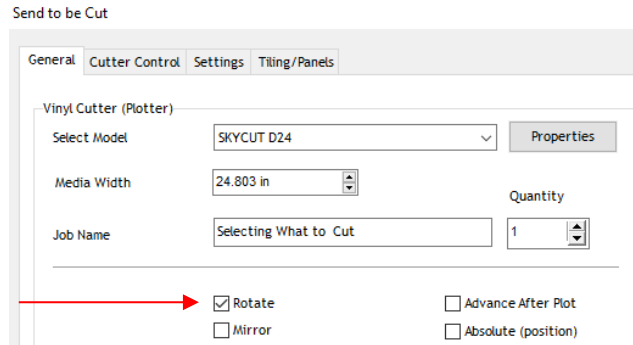 Send to be Cut
General Cutter Control Settings Tiling/Panels
Vinyl Cutter (Plotter)
Select Model SKYCUT D24 Properties
Media Width 24.803 in
Quantity
Job Name Selecting What to Cut 1
Rotate Advance After Plot
Mirror Absolute (position)